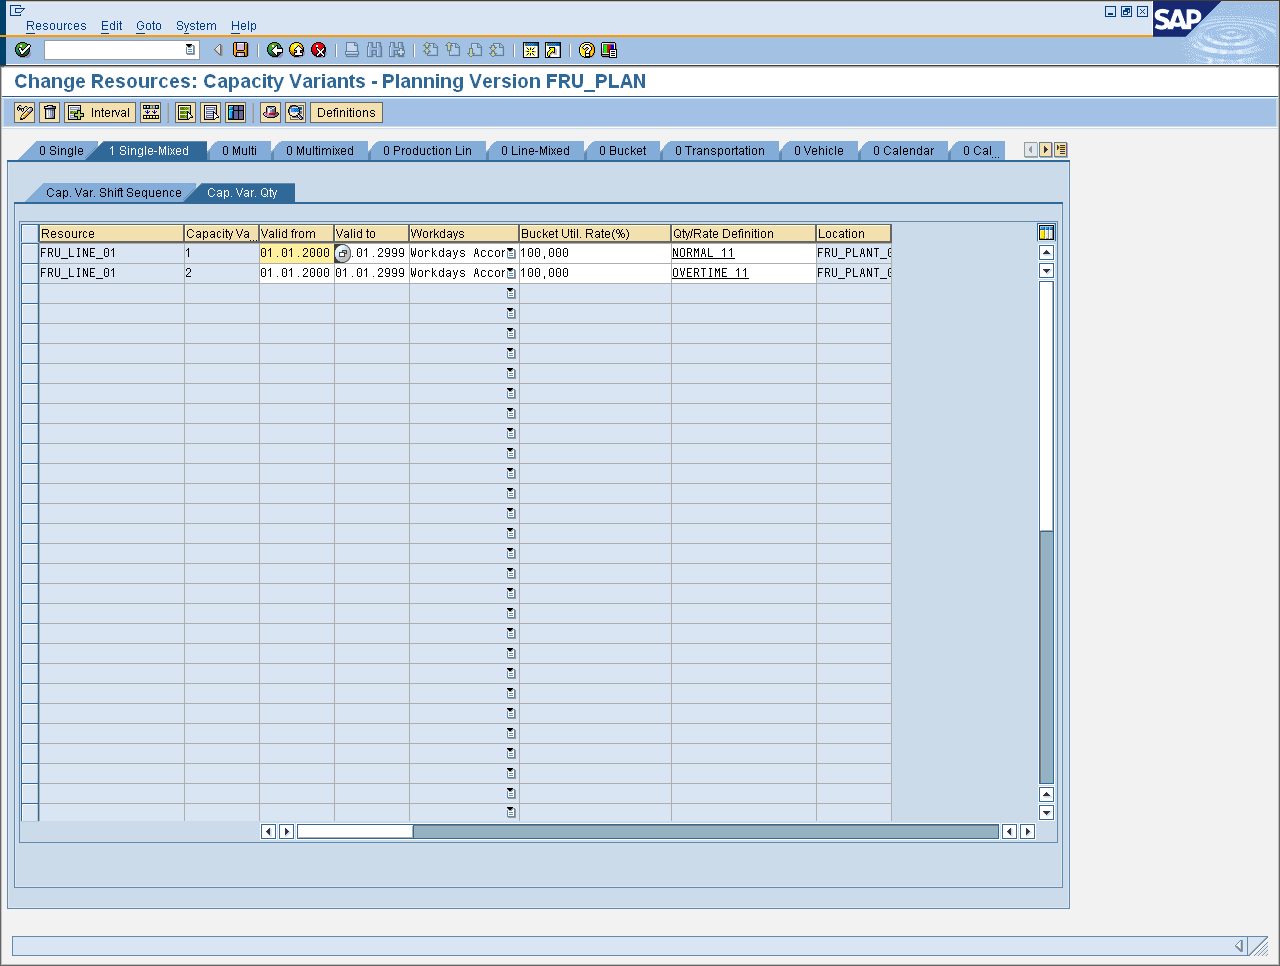 Resources Edit Goto System Help
SAP
Change Resources: Capacity Variants - Planning Version FRU_PLAN
Interval Definitions
0 Single 1 Single-Mixed 0 Multi 0 Multimixed 0 Production Lin 0 Line-Mixed 0 Bucket 0 Transportation 0 Vehicle 0 Calendar 0 Cal...
Cap. Var. Shift Sequence Cap. Var. Qty
Resource Capacity Va... Valid from Valid to Workdays Bucket Util. Rate(%) Qty/Rate Definition Location
FRU_LINE_01 1 01.01.2000 .01.2999 Workdays Accor 100,000 NORMAL_11 FRU_PLANT_0
FRU_LINE_01 2 01.01.2000 01.01.2999 Workdays Accor 100,000 OVERTIME_11 FRU_PLANT_0